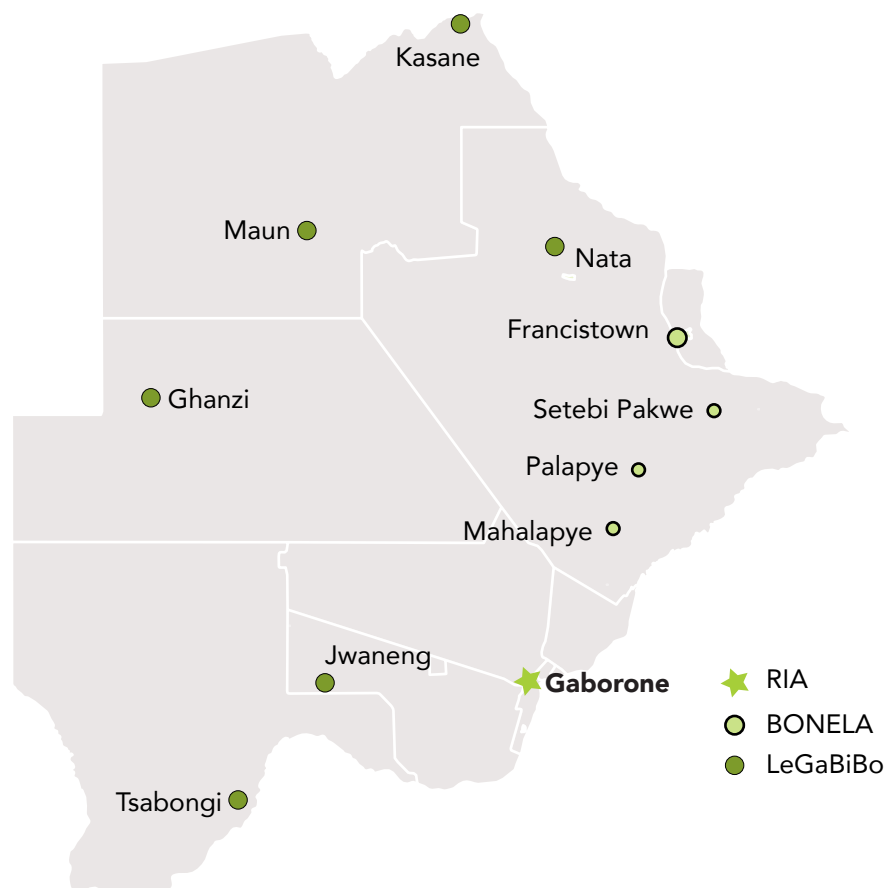 Kasane
Maun
Nata
Francistown
Ghanzi
Setebi Pakwe
Palapye
Mahalapye
Jwaneng
Gaborone
RIA
BONELA
LeGaBiBo
Tsabongi